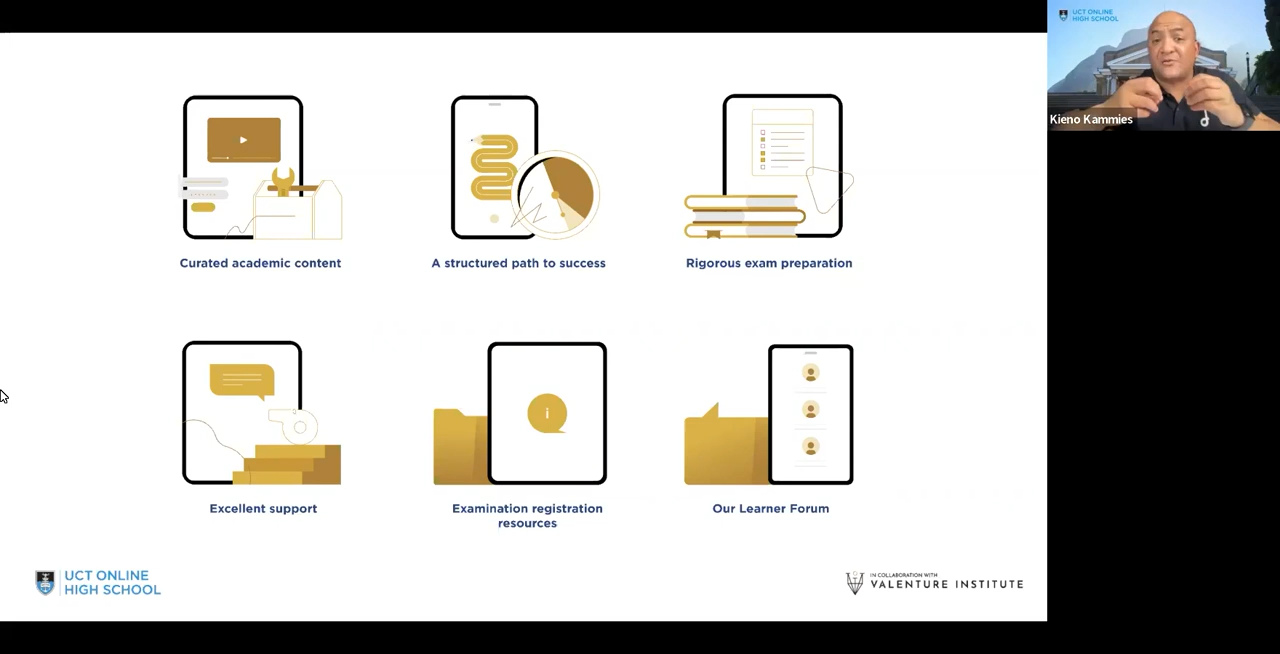 UCT ONLINE
HIGH SCHOOL
Kieno Kammies
Curated academic content
A structured path to success
Rigorous exam preparation
i
Excellent support
Examination registration
resources
Our Learner Forum
UCT ONLINE
HIGH SCHOOL
IN COLLABORATION WITH
VALENTURE INSTITUTE